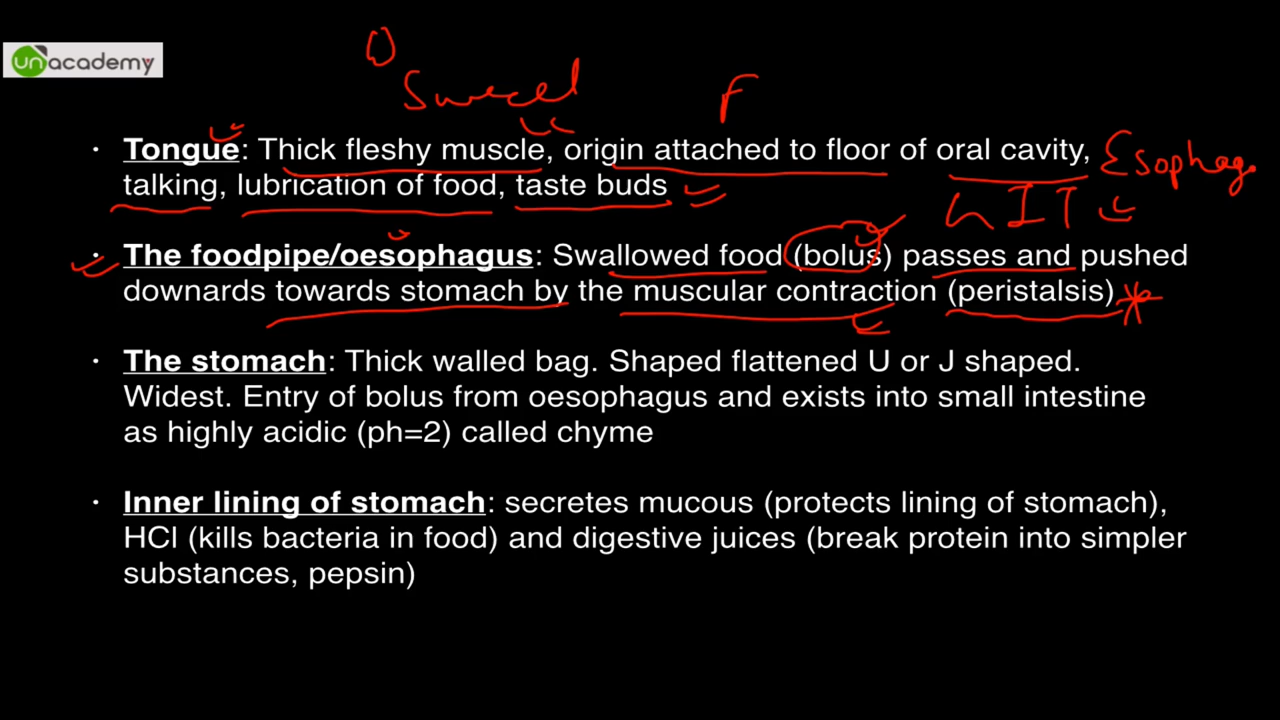 unacademy
F
• Tongue: Thick fleshy muscle, origin attached to floor of oral cavity,
Esophag
talking, lubrication of food, taste buds
GIT
• The foodpipe/oesophagus: Swallowed food (bolus) passes and pushed
downards towards stomach by the muscular contraction (peristalsis)
• The stomach: Thick walled bag. Shaped flattened U or J shaped.
Widest. Entry of bolus from oesophagus and exists into small intestine
as highly acidic (ph=2) called chyme
• Inner lining of stomach: secretes mucous (protects lining of stomach),
HCl (kills bacteria in food) and digestive juices (break protein into simpler
substances, pepsin)